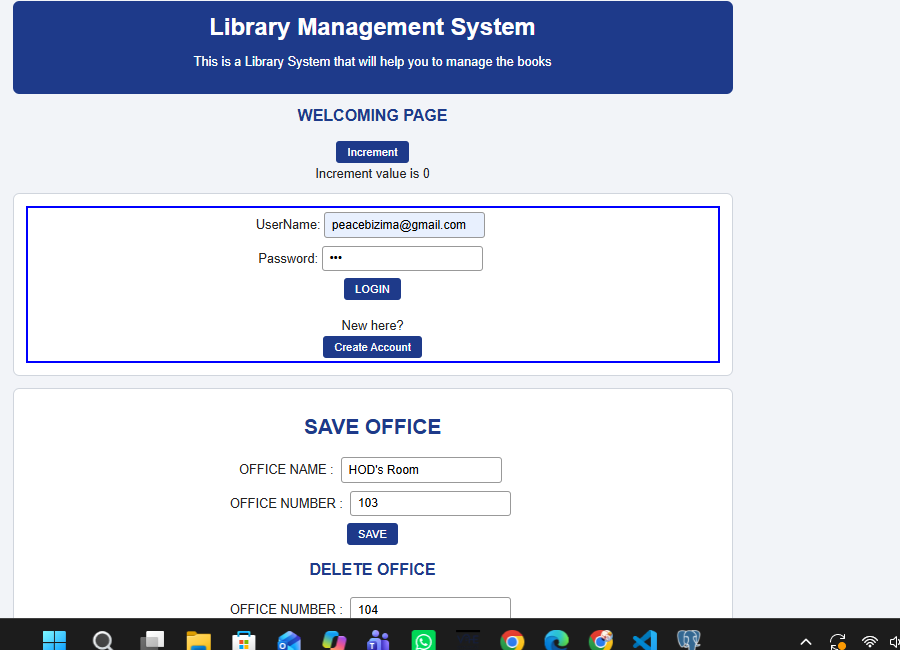 Library Management System
This is a Library System that will help you to manage the books
WELCOMING PAGE
Increment
Increment value is 0
UserName: peacebizima@gmail.com
Password: •••
LOGIN
New here?
Create Account
SAVE OFFICE
OFFICE NAME : HOD's Room
OFFICE NUMBER : 103
SAVE
DELETE OFFICE
OFFICE NUMBER : 104